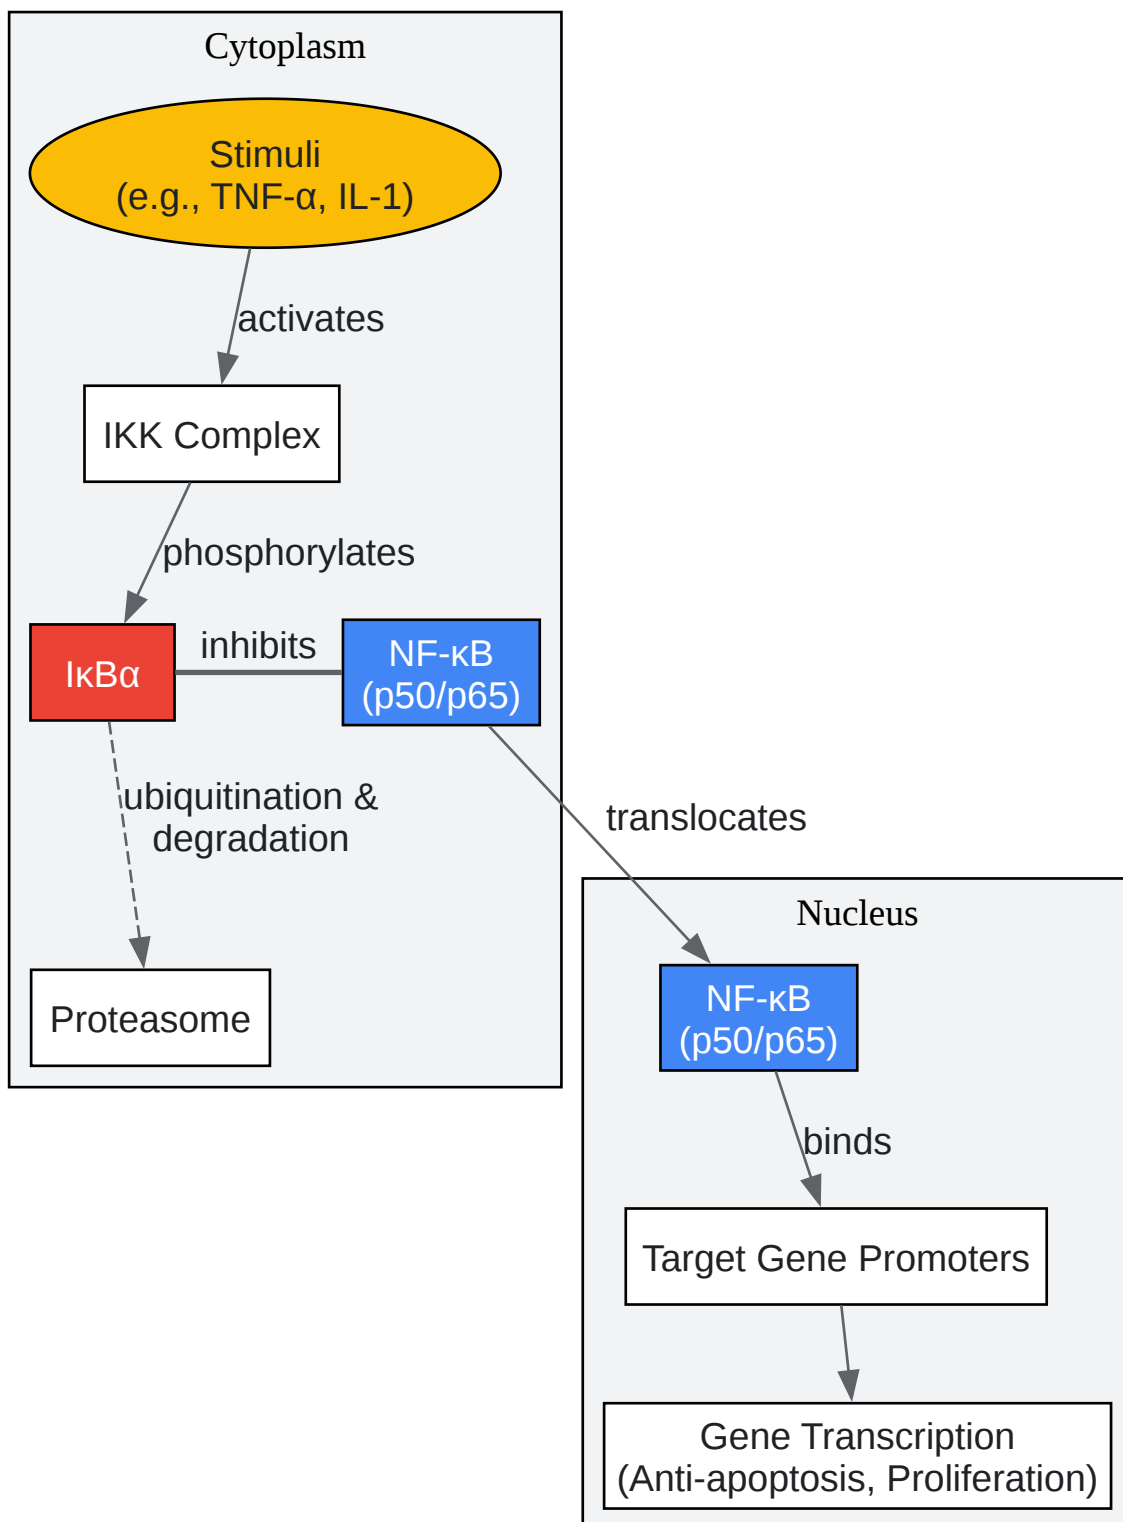 Cytoplasm
Stimuli
(e.g., TNF-α, IL-1)
activates
IKK Complex
phosphorylates
IκBα
inhibits
NF-κB
(p50/p65)
ubiquitination &
degradation
translocates
Proteasome
Nucleus
NF-κB
(p50/p65)
binds
Target Gene Promoters
Gene Transcription
(Anti-apoptosis, Proliferation)